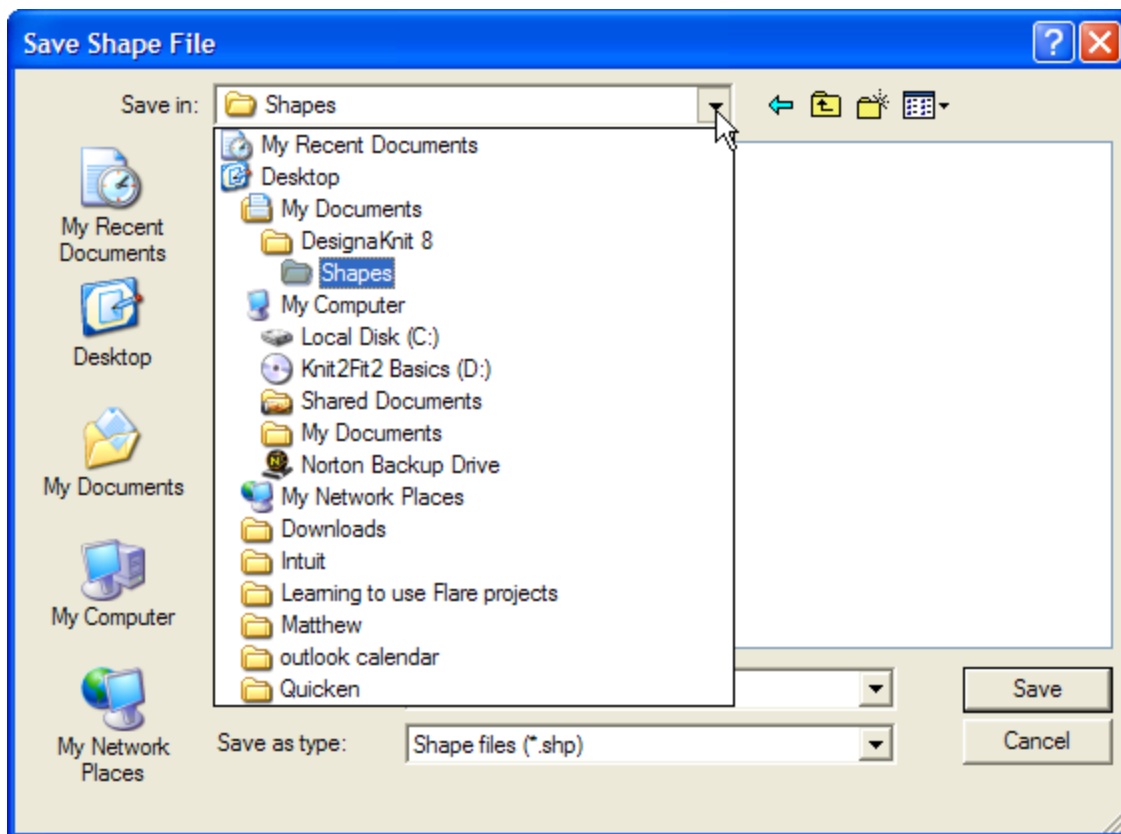 Save Shape File
Save in: Shapes
My Recent Documents
Desktop
My Documents
DesignaKnit 8
Shapes
My Computer
Local Disk (C:)
Knit2Fit2 Basics (D:)
Shared Documents
My Documents
Norton Backup Drive
My Network Places
Downloads
Intuit
Learning to use Flare projects
Matthew
outlook calendar
Quicken
My Recent
Documents
Desktop
My Documents
My Computer
My Network
Places
Save as type: Shape files (*.shp)
Save
Cancel